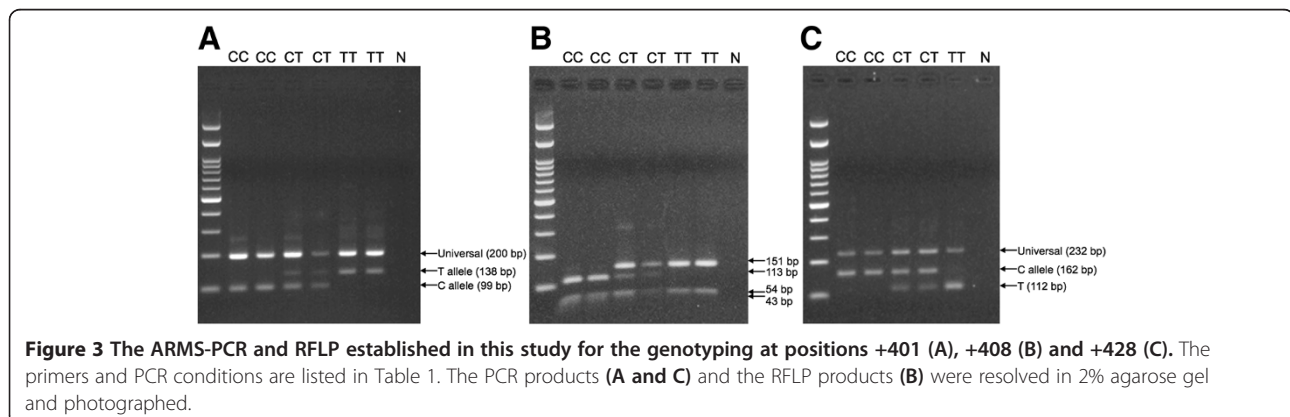 A B C
CC CC CT CT TT TT N CC CC CT CT TT TT N CC CC CT CT TT N
Universal (200 bp)
T allele (138 bp)
C allele (99 bp)
151 bp
113 bp
54 bp
43 bp
Universal (232 bp)
C allele (162 bp)
T (112 bp)
Figure 3 The ARMS-PCR and RFLP established in this study for the genotyping at positions +401 (A), +408 (B) and +428 (C). The
primers and PCR conditions are listed in Table 1. The PCR products (A and C) and the RFLP products (B) were resolved in 2% agarose gel
and photographed.